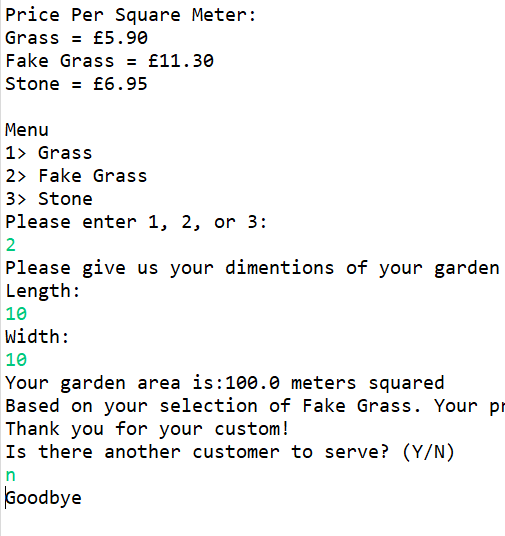 Price Per Square Meter:
Grass = £5.90
Fake Grass = £11.30
Stone = £6.95
Menu
1> Grass
2> Fake Grass
3> Stone
Please enter 1, 2, or 3:
2
Please give us your dimentions of your garden
Length:
10
Width:
10
Your garden area is:100.0 meters squared
Based on your selection of Fake Grass. Your
Thank you for your custom!
Is there another customer to serve? (Y/N)
n
Goodbye